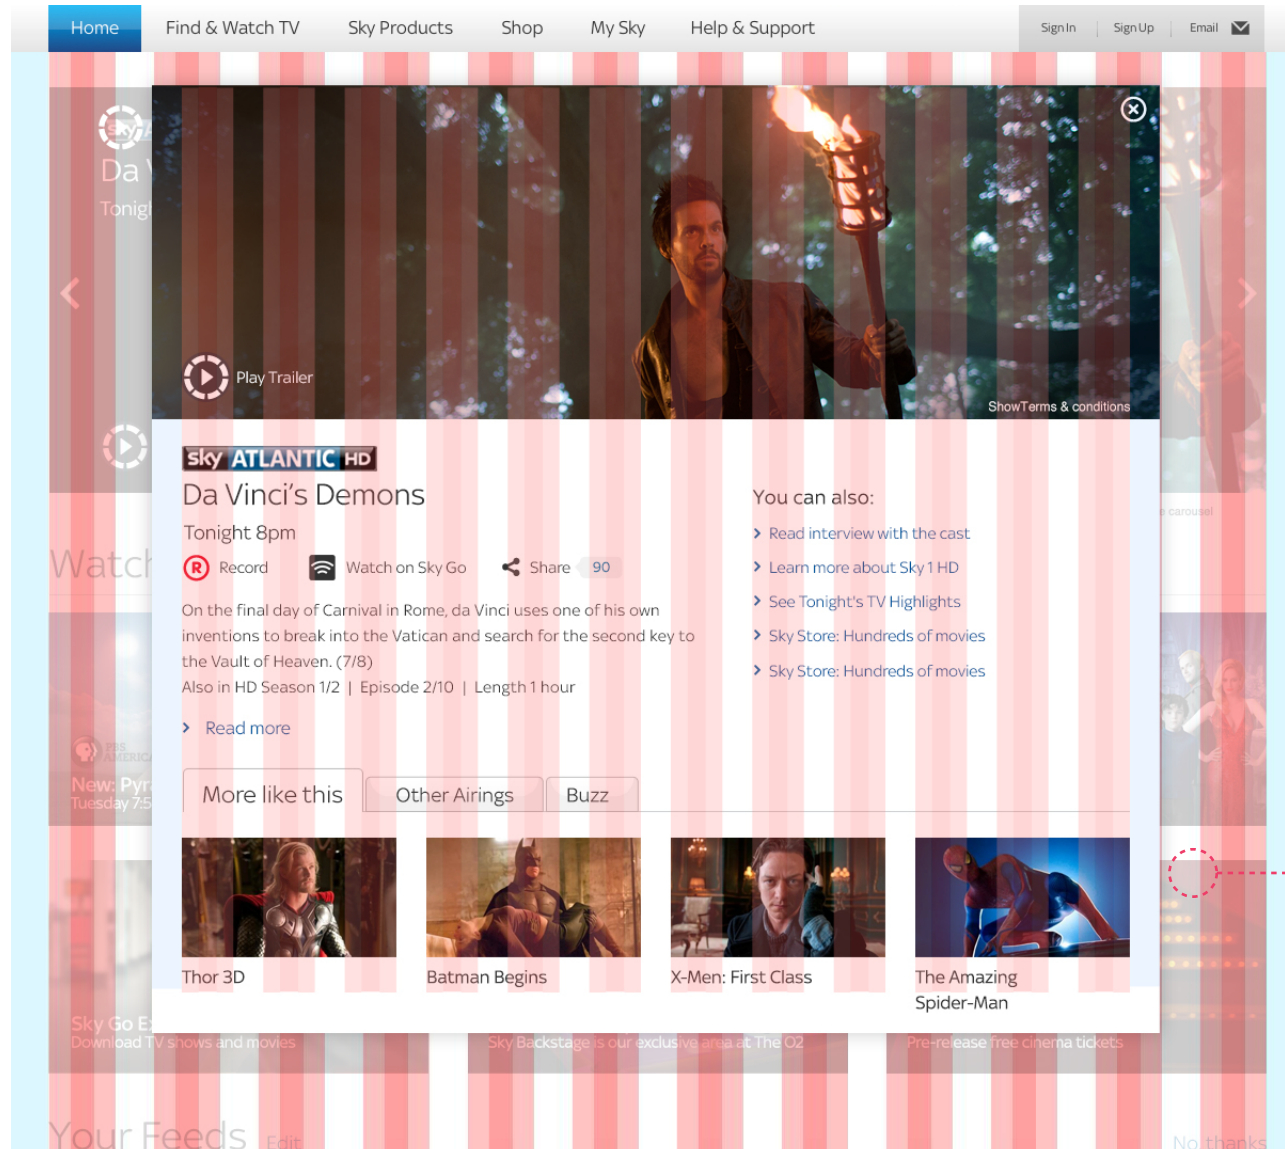 Home
Find & Watch TV
Sky Products
Shop
My Sky
Help & Support
Sign In
Sign Up
Email
sky
Da V
Tonig
Play Trailer
ShowTerms & conditions
sky ATLANTIC HD
Da Vinci's Demons
Tonight 8pm
R Record
Watch on Sky Go
Share 90
On the final day of Carnival in Rome, da Vinci uses one of his own
inventions to break into the Vatican and search for the second key to
the Vault of Heaven. (7/8)
Also in HD Season 1/2 | Episode 2/10 | Length 1 hour
Read more
You can also:
Read interview with the cast
Learn more about Sky 1 HD
See Tonight's TV Highlights
Sky Store: Hundreds of movies
Sky Store: Hundreds of movies
carousel
Watch
PBS
AMERICA
New: Pyr
Tuesday 7:5
More like this
Other Airings
Buzz
Thor 3D
Batman Begins
X-Men: First Class
The Amazing
Spider-Man
Sky Go Ex
Download TV shows and movies
Sky Backstage is our exclusive area at The O2
Pre-release free cinema tickets
Your Feeds Edit
No thanks